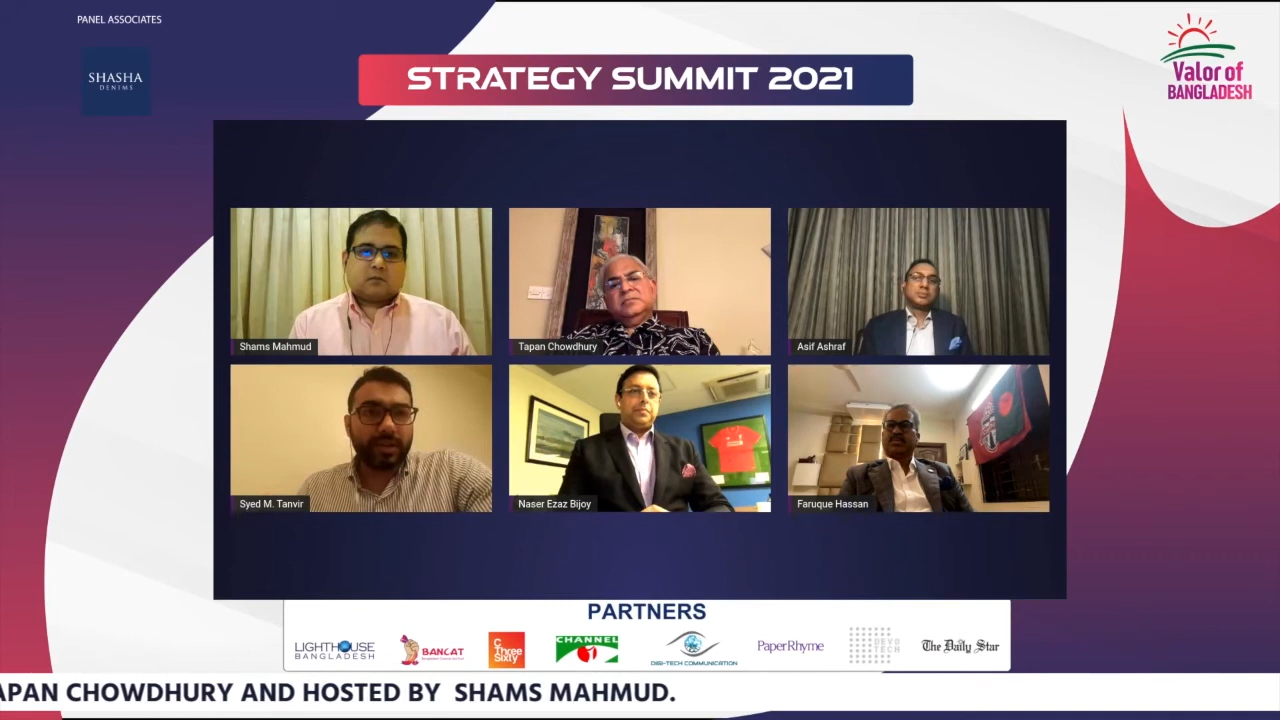 PANEL ASSOCIATES
SHASHA
DENIMS
STRATEGY SUMMIT 2021
Valor of
BANGLADESH
Shams Mahmud
Tapan Chowdhury
Asif Ashraf
Syed M. Tanvir
Naser Ezaz Bijoy
Faruque Hassan
PARTNERS
LIGHTHOUSE
BANGLADESH
BANCAT
C
Three
Sixty
CHANNEL
i
DIGI-TECH COMMUNICATION
PaperRhyme
DEVO
TECH
The Daily Star
APAN CHOWDHURY AND HOSTED BY SHAMS MAHMUD.